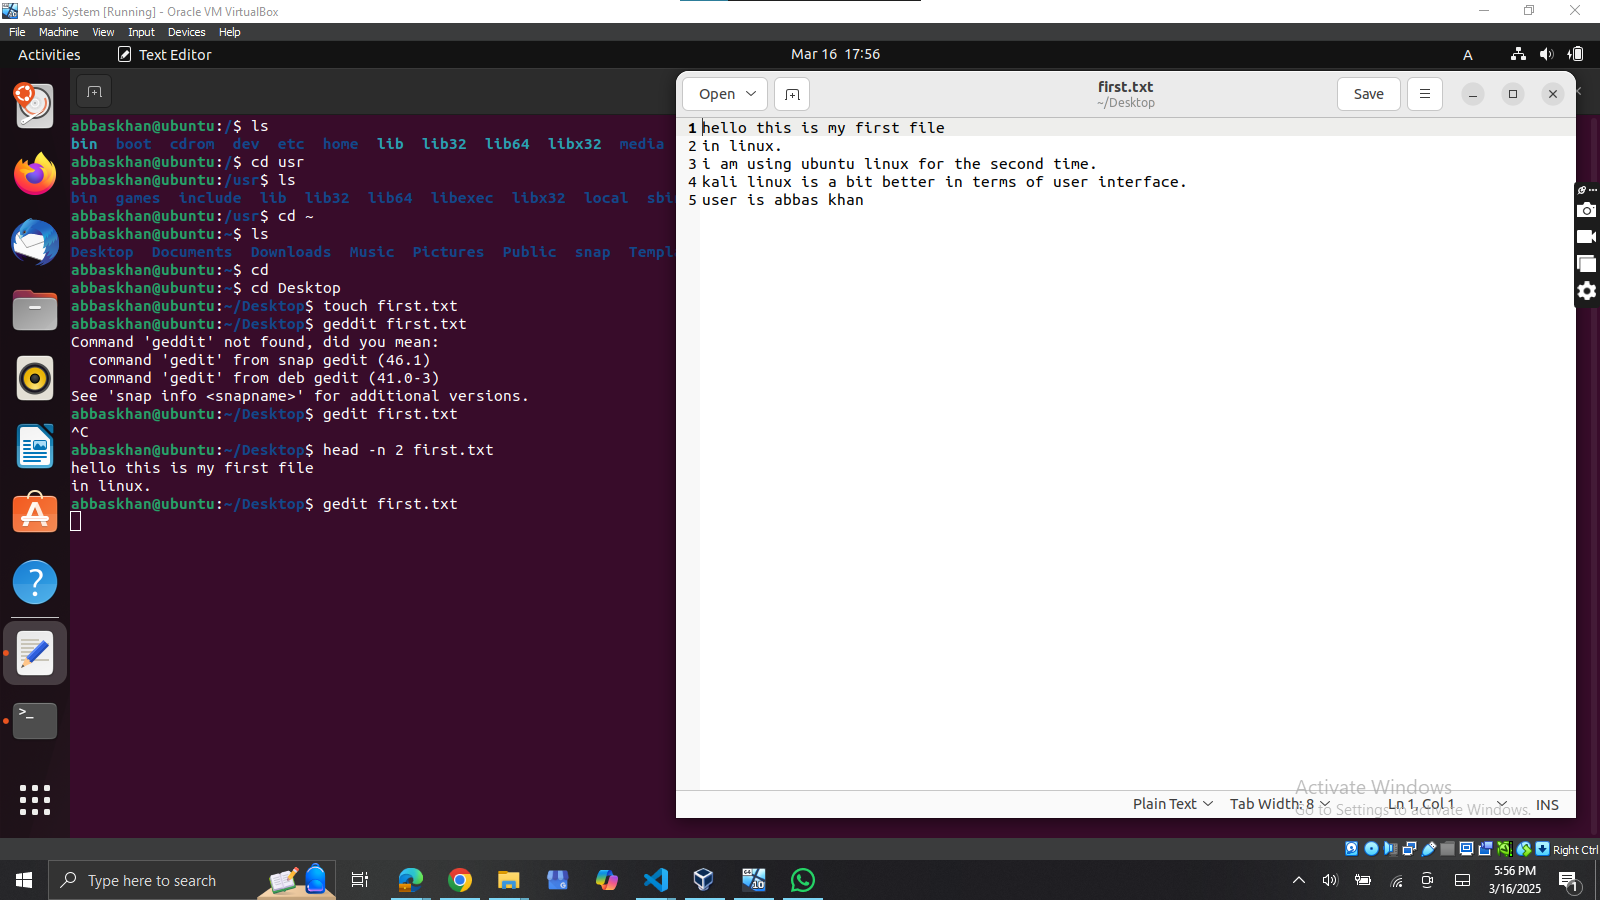 Abbas' System [Running] - Oracle VM VirtualBox
File Machine View Input Devices Help
Activities Text Editor Mar 16 17:56 A
abbaskhan@ubuntu:/$ ls
bin boot cdrom dev etc home lib lib32 lib64 libx32 media
abbaskhan@ubuntu:/$ cd usr
abbaskhan@ubuntu:/usr$ ls
bin games include lib lib32 lib64 libexec libx32 local sbi
abbaskhan@ubuntu:/usr$ cd ~
abbaskhan@ubuntu:~$ ls
Desktop Documents Downloads Music Pictures Public snap Templ
abbaskhan@ubuntu:~$ cd
abbaskhan@ubuntu:~$ cd Desktop
abbaskhan@ubuntu:~/Desktop$ touch first.txt
abbaskhan@ubuntu:~/Desktop$ geddit first.txt
Command 'geddit' not found, did you mean:
command 'gedit' from snap gedit (46.1)
command 'gedit' from deb gedit (41.0-3)
See 'snap info <snapname>' for additional versions.
abbaskhan@ubuntu:~/Desktop$ gedit first.txt
^C
abbaskhan@ubuntu:~/Desktop$ head -n 2 first.txt
hello this is my first file
in linux.
abbaskhan@ubuntu:~/Desktop$ gedit first.txt
Open first.txt Save
~/Desktop
1 hello this is my first file
2 in linux.
3 i am using ubuntu linux for the second time.
4 kali linux is a bit better in terms of user interface.
5 user is abbas khan
Activate Windows
Go to Settings to activate Windows.
Plain Text Tab Width: 8 Ln 1, Col 1 INS
Right Ctrl
Type here to search
5:56 PM
3/16/2025
1